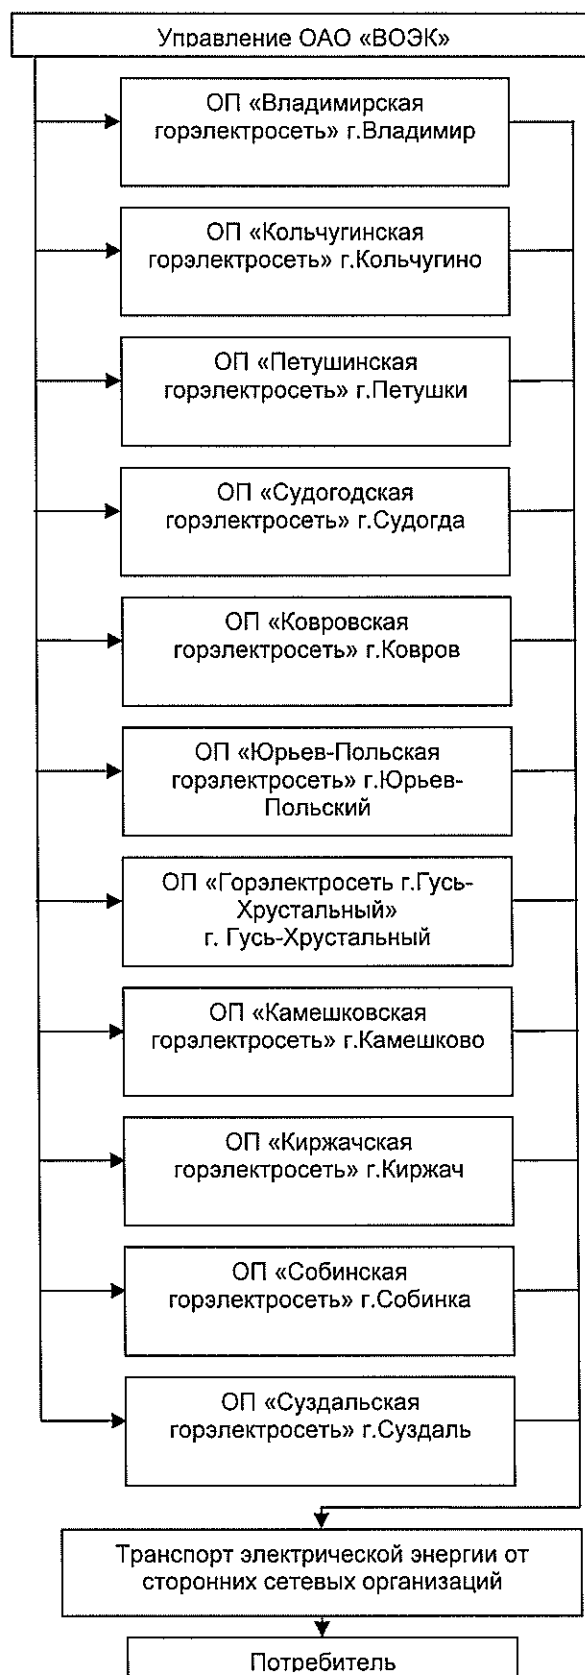 Управление ОАО «ВОЭК»
ОП «Владимирская
горэлектросеть» г.Владимир
ОП «Кольчугинская
горэлектросеть» г.Кольчугино
ОП «Петушинская
горэлектросеть» г.Петушки
ОП «Судогодская
горэлектросеть» г.Судогда
ОП «Ковровская
горэлектросеть» г.Ковров
ОП «Юрьев-Польская
горэлектросеть» г.Юрьев-
Польский
ОП «Горэлектросеть г.Гусь-
Хрустальный»
г. Гусь-Хрустальный
ОП «Камешковская
горэлектросеть» г.Камешково
ОП «Киржачская
горэлектросеть» г.Киржач
ОП «Собинская
горэлектросеть» г.Собинка
ОП «Суздальская
горэлектросеть» г.Суздаль
Транспорт электрической энергии от
сторонних сетевых организаций
Потребитель